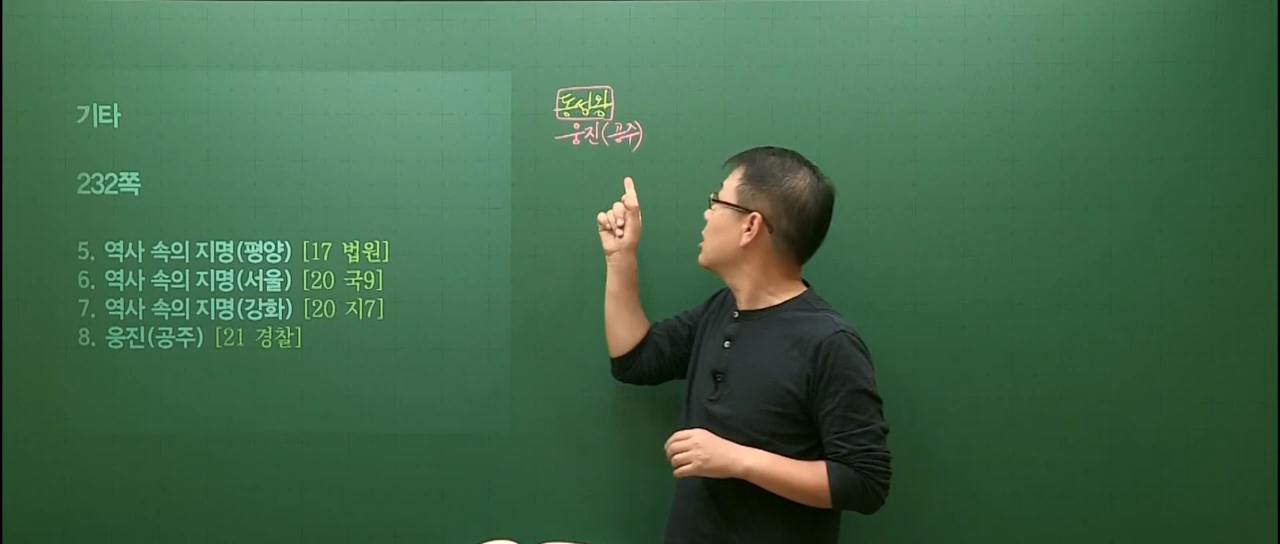 기타
232쪽
5. 역사 속의 지명(평양) [17 법원]
6. 역사 속의 지명(서울) [20 국9]
7. 역사 속의 지명(강화) [20 지7]
8. 웅진(공주) [21 경찰]
동성왕
웅진(공주)